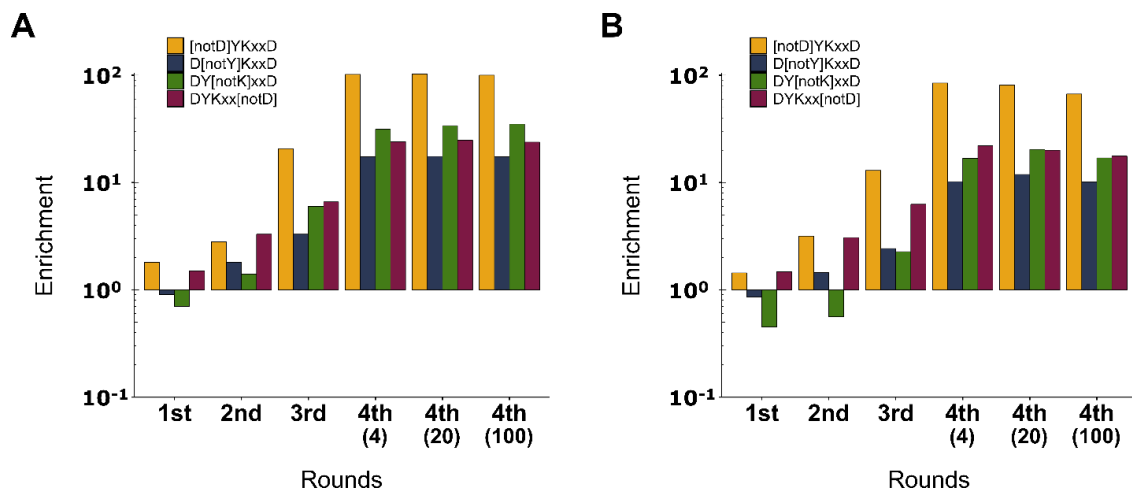 A
[notD]YKxxD
D[notY]KxxD
DY[notK]xxD
DYKxx[notD]
Enrichment
10²
10¹
10⁰
10⁻¹
1st 2nd 3rd 4th 4th 4th
(4) (20) (100)
Rounds
B
[notD]YKxxD
D[notY]KxxD
DY[notK]xxD
DYKxx[notD]
Enrichment
10²
10¹
10⁰
10⁻¹
1st 2nd 3rd 4th 4th 4th
(4) (20) (100)
Rounds